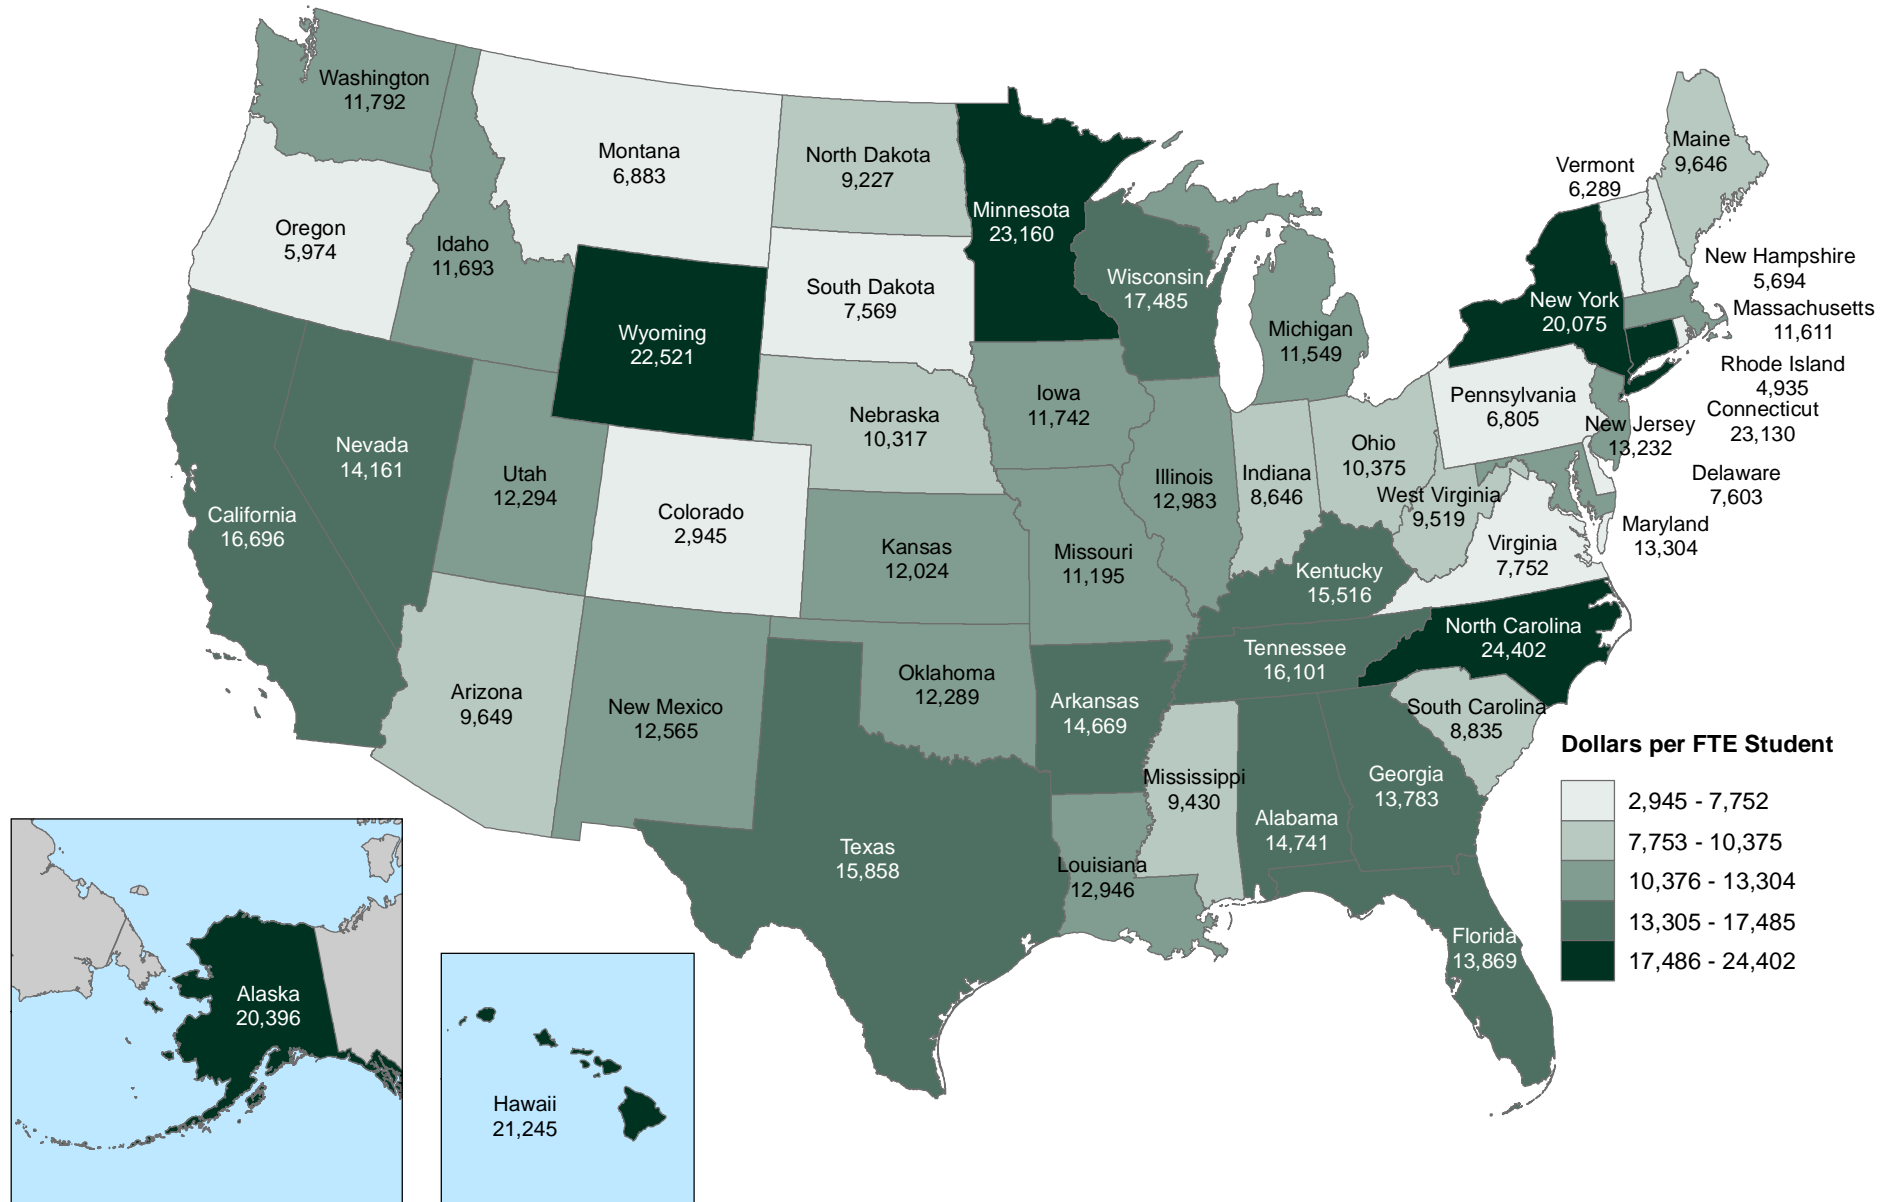 Washington
11,792
Montana
6,883
North Dakota
9,227
Minnesota
23,160
Maine
9,646
Vermont
6,289
Oregon
5,974
Idaho
11,693
Wyoming
22,521
South Dakota
7,569
Wisconsin
17,485
Michigan
11,549
New York
20,075
New Hampshire
5,694
Massachusetts
11,611
Rhode Island
4,935
Connecticut
23,130
Pennsylvania
6,805
New Jersey
13,232
Delaware
7,603
Maryland
13,304
Nevada
14,161
Utah
12,294
Nebraska
10,317
Iowa
11,742
Illinois
12,983
Indiana
8,646
Ohio
10,375
West Virginia
9,519
Virginia
7,752
California
16,696
Colorado
2,945
Kansas
12,024
Missouri
11,195
Kentucky
15,516
North Carolina
24,402
Tennessee
16,101
Arizona
9,649
New Mexico
12,565
Oklahoma
12,289
Arkansas
14,669
South Carolina
8,835
Mississippi
9,430
Alabama
14,741
Georgia
13,783
Texas
15,858
Louisiana
12,946
Florida
13,869
Alaska
20,396
Hawaii
21,245
Dollars per FTE Student
2,945 - 7,752
7,753 - 10,375
10,376 - 13,304
13,305 - 17,485
17,486 - 24,402